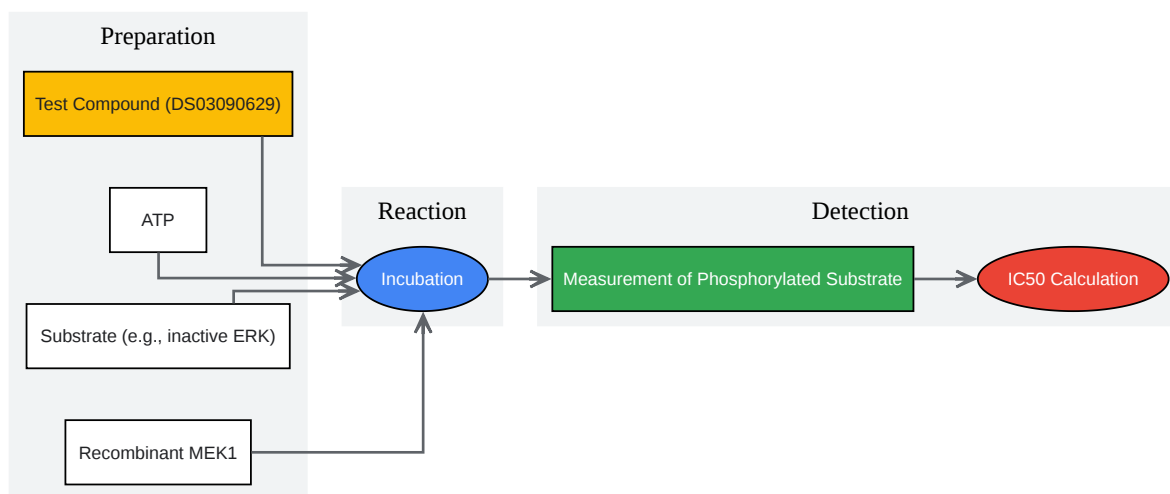 Preparation
Test Compound (DS03090629)
ATP
Substrate (e.g., inactive ERK)
Recombinant MEK1
Reaction
Incubation
Detection
Measurement of Phosphorylated Substrate
IC50 Calculation